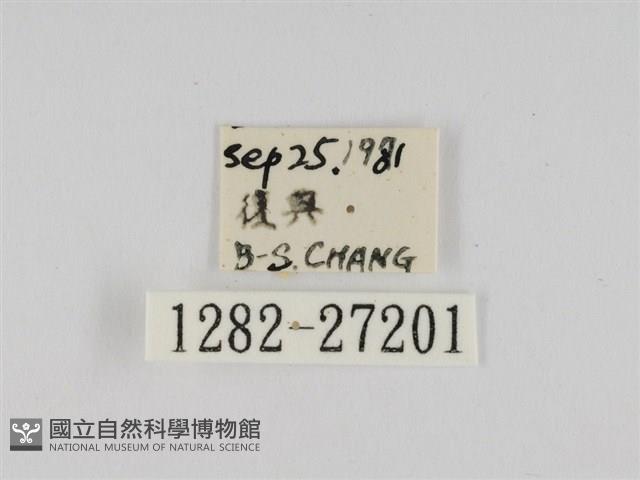 sep 25. 1981
復興
B-S. CHANG
1282-27201
國立自然科學博物館
NATIONAL MUSEUM OF NATURAL SCIENCE